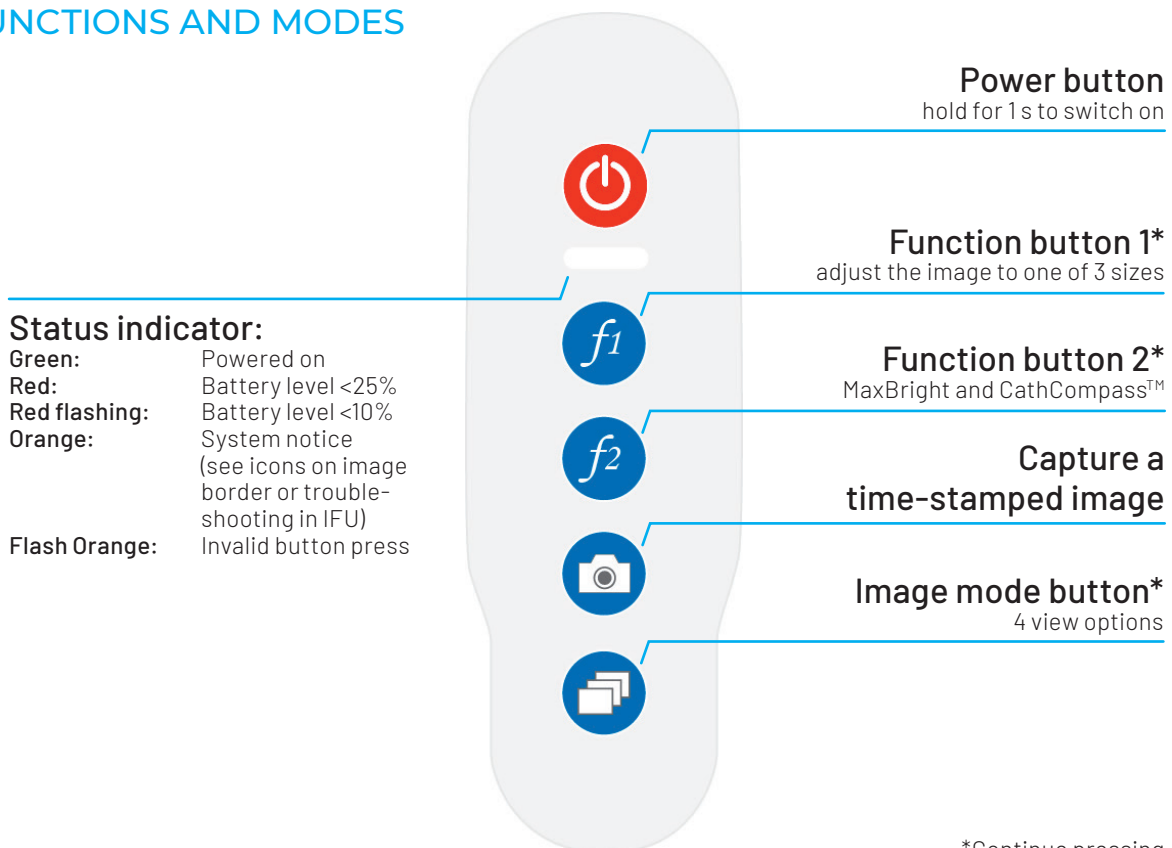 UNCTIONS AND MODES
Power button
hold for 1 s to switch on
Function button 1*
adjust the image to one of 3 sizes
Status indicator:
Green: Powered on
Red: Battery level <25%
Red flashing: Battery level <10%
Orange: System notice
(see icons on image
border or trouble-
shooting in IFU)
Flash Orange: Invalid button press
f1
Function button 2*
MaxBright and CathCompass™
f2
Capture a
time-stamped image
Image mode button*
4 view options
*Continue pressing